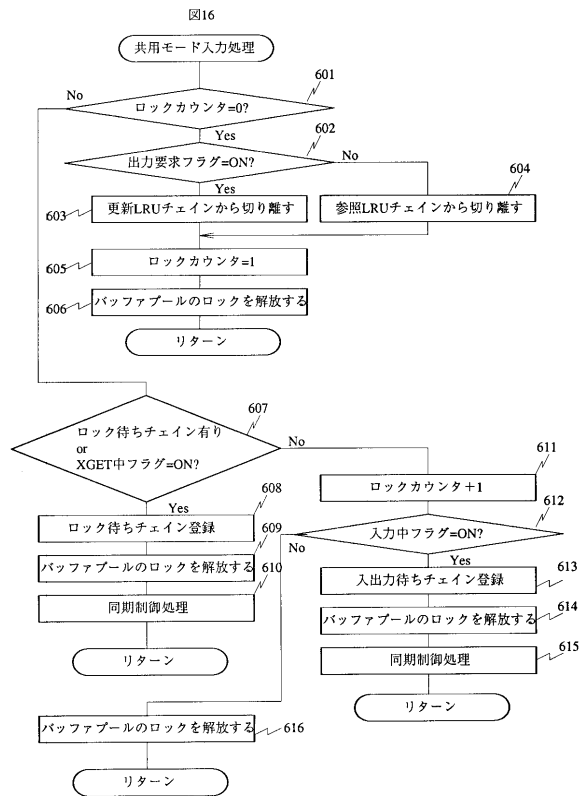 図16
共用モード入力処理
601
No
ロックカウンタ=0?
602
Yes
出力要求フラグ=ON?
No
604
Yes
更新LRUチェインから切り離す
参照LRUチェインから切り離す
603
ロックカウンタ=1
605
バッファプールのロックを解放する
606
リターン
607
ロック待ちチェイン有り
or
XGET中フラグ=ON?
No
611
ロックカウンタ+1
Yes
608
612
ロック待ちチェイン登録
入力中フラグ=ON?
609
No
バッファプールのロックを解放する
Yes
613
610
入出力待ちチェイン登録
同期制御処理
614
バッファプールのロックを解放する
615
リターン
同期制御処理
リターン
バッファプールのロックを解放する
616
リターン